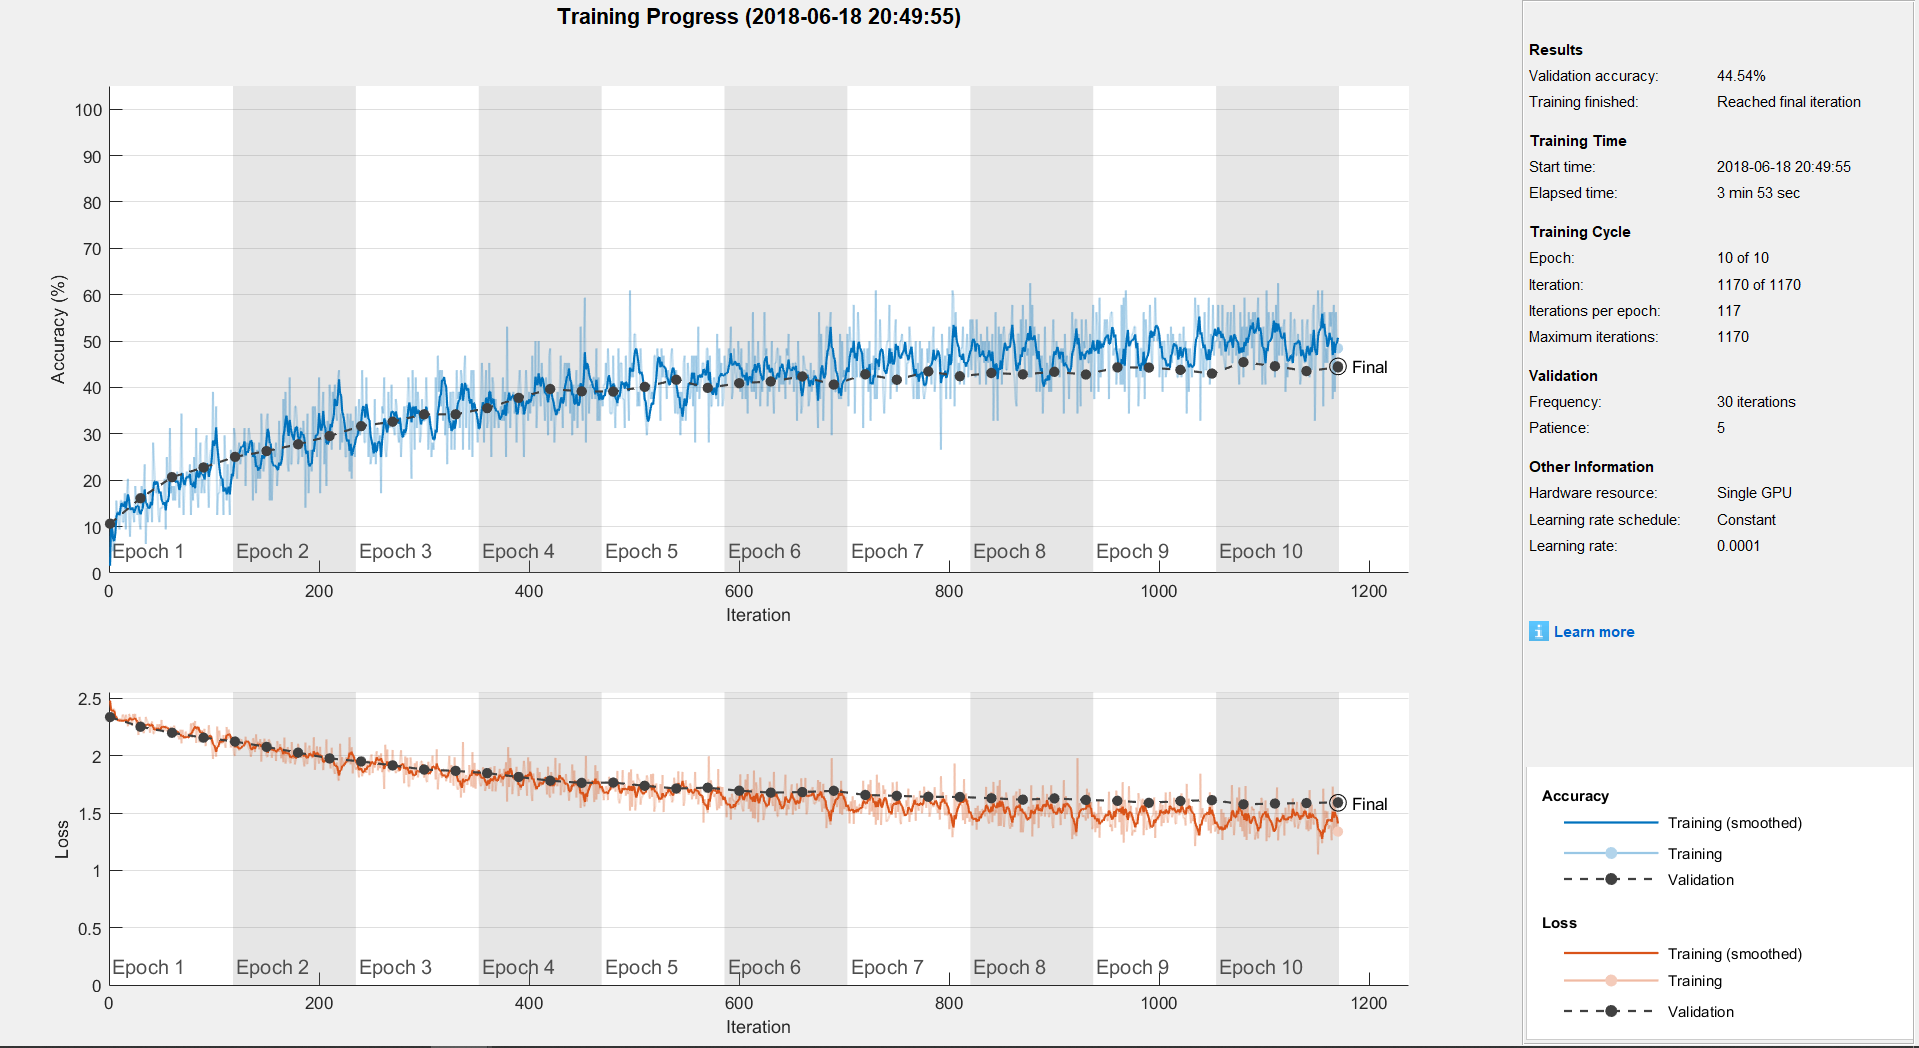 Training Progress (2018-06-18 20:49:55)
100
90
80
70
60
50
40
30
20
10
0
Accuracy (%)
Final
Epoch 1 Epoch 2 Epoch 3 Epoch 4 Epoch 5 Epoch 6 Epoch 7 Epoch 8 Epoch 9 Epoch 10
0 200 400 600 800 1000 1200
Iteration
2.5
2
1.5
1
0.5
0
Loss
Final
Epoch 1 Epoch 2 Epoch 3 Epoch 4 Epoch 5 Epoch 6 Epoch 7 Epoch 8 Epoch 9 Epoch 10
0 200 400 600 800 1000 1200
Iteration
Results
Validation accuracy: 44.54%
Training finished: Reached final iteration
Training Time
Start time: 2018-06-18 20:49:55
Elapsed time: 3 min 53 sec
Training Cycle
Epoch: 10 of 10
Iteration: 1170 of 1170
Iterations per epoch: 117
Maximum iterations: 1170
Validation
Frequency: 30 iterations
Patience: 5
Other Information
Hardware resource: Single GPU
Learning rate schedule: Constant
Learning rate: 0.0001
i Learn more
Accuracy
Training (smoothed)
Training
Validation
Loss
Training (smoothed)
Training
Validation